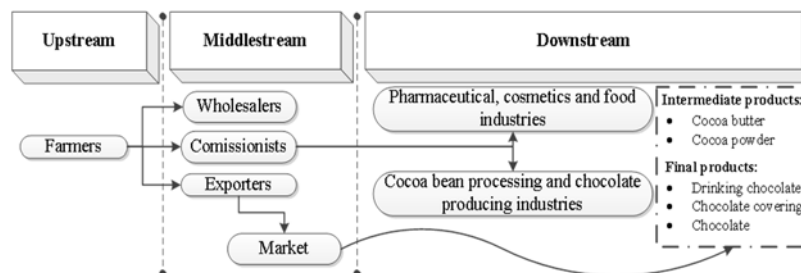 Upstream
Middlestream
Downstream
Farmers
Wholesalers
Comissionists
Exporters
Market
Pharmaceutical, cosmetics and food
industries
Cocoa bean processing and chocolate
producing industries
Intermediate products:
• Cocoa butter
• Cocoa powder
Final products:
• Drinking chocolate
• Chocolate covering
• Chocolate